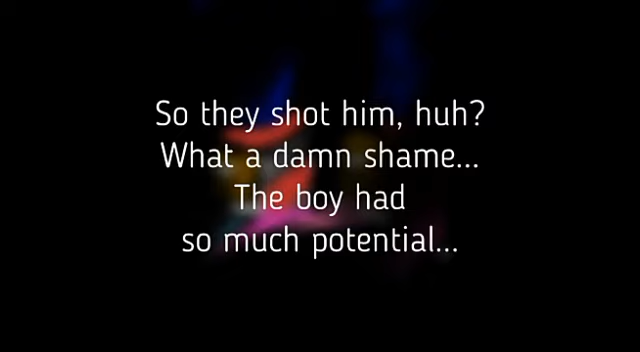 So they shot him, huh?
What a damn shame...
The boy had
so much potential...